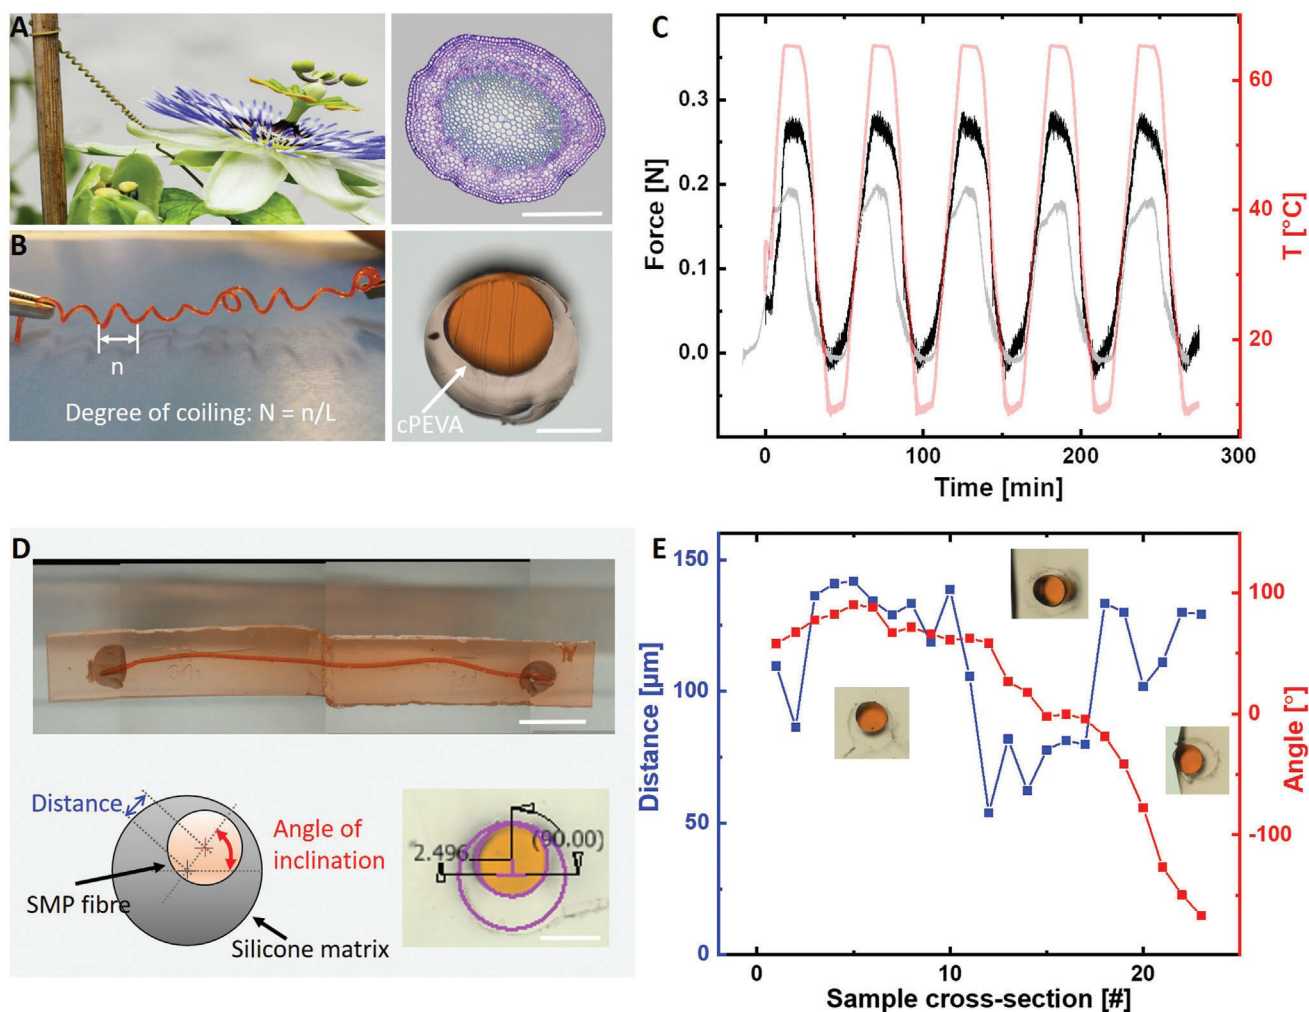 A
B
n
Degree of coiling: N = n/L
cPEVA
C
Force [N]
0.3
0.2
0.1
0.0
T [°C]
60
40
20
0
100
200
300
Time [min]
D
Distance
Angle of
inclination
SMP fibre
Silicone matrix
2.496
(90.00)
E
Distance [µm]
150
100
50
0
Angle [°]
100
0
-100
0
10
20
Sample cross-section [#]